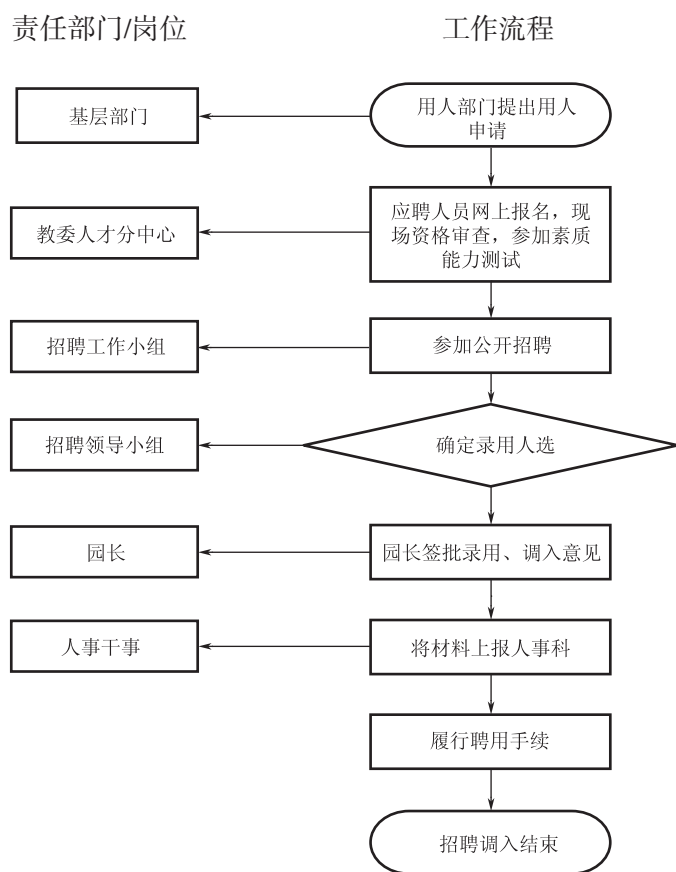 责任部门/岗位
工作流程
基层部门
用人部门提出用人
申请
教委人才分中心
应聘人员网上报名，现
场资格审查，参加素质
能力测试
招聘工作小组
参加公开招聘
招聘领导小组
确定录用人选
园长
园长签批录用、调入意见
人事干事
将材料上报人事科
履行聘用手续
招聘调入结束